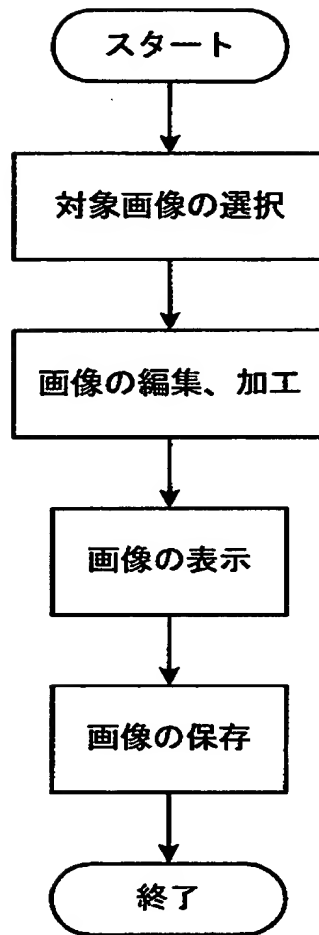 スタート
対象画像の選択
画像の編集、加工
画像の表示
画像の保存
終了